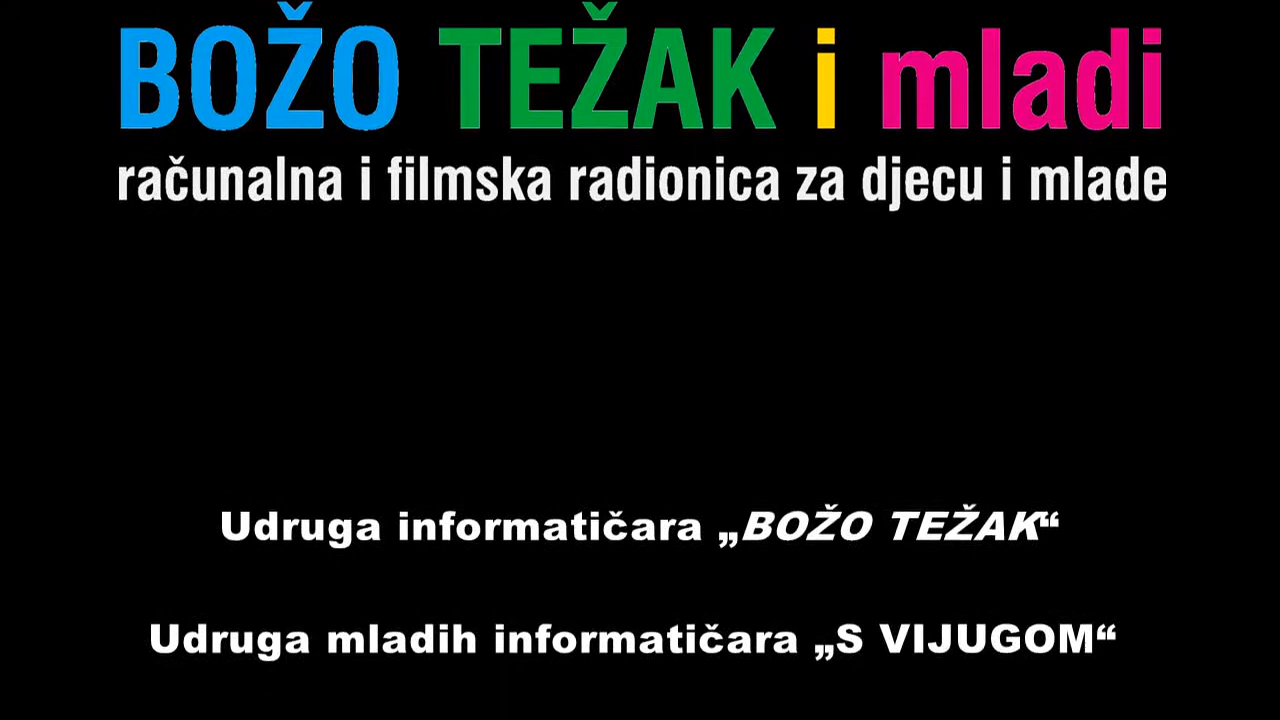 BOŽO TEŽAK i mladi
računalna i filmska radionica za djecu i mlade
Udruga informatičara „BOŽO TEŽAK“
Udruga mladih informatičara „S VIJUGOM“